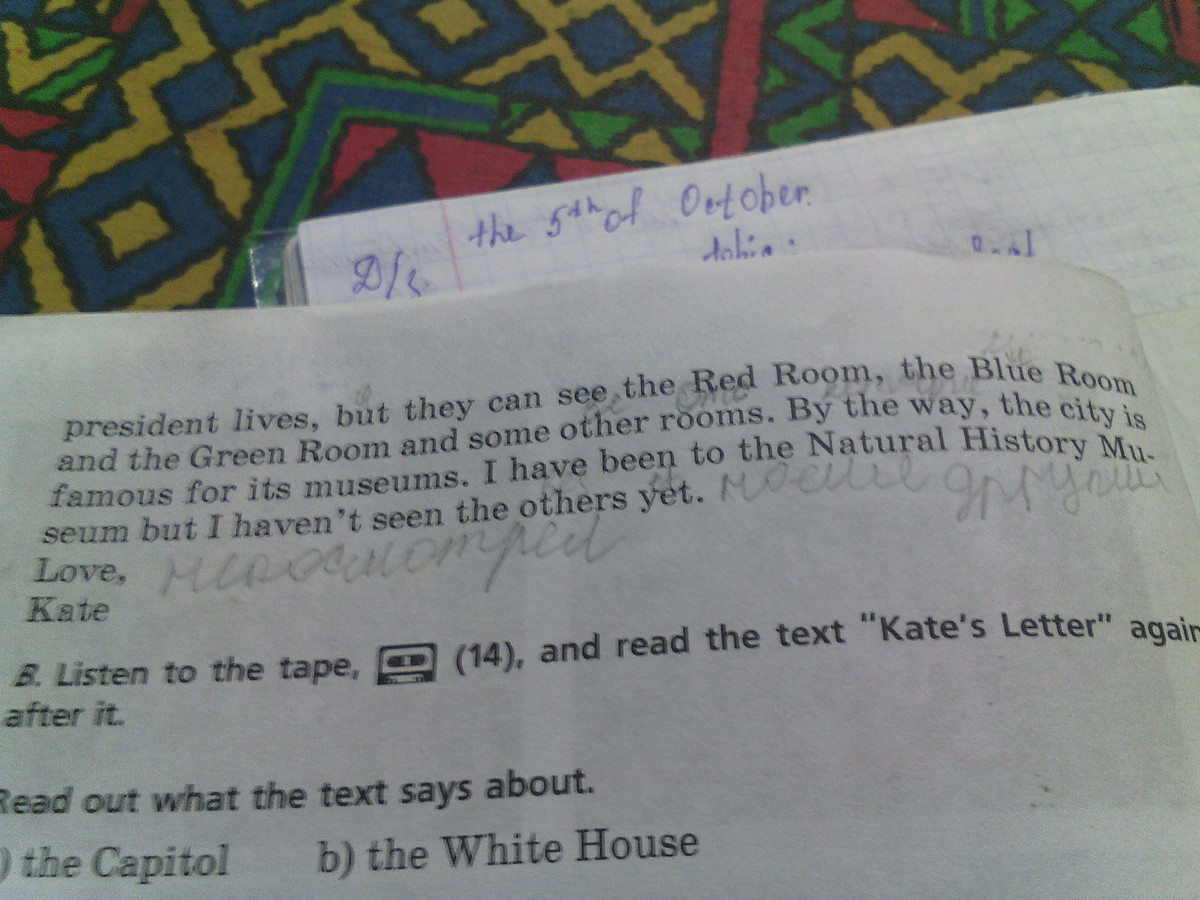 the 5th of October.
D/z.
president lives, but they can see the Red Room, the Blue Room
and the Green Room and some other rooms. By the way, the city is
famous for its museums. I have been to the Natural History Mu-
seum but I haven't seen the others yet.
Love,
Kate
B. Listen to the tape, (14), and read the text "Kate's Letter" again
after it.
Read out what the text says about.
) the Capitol b) the White House